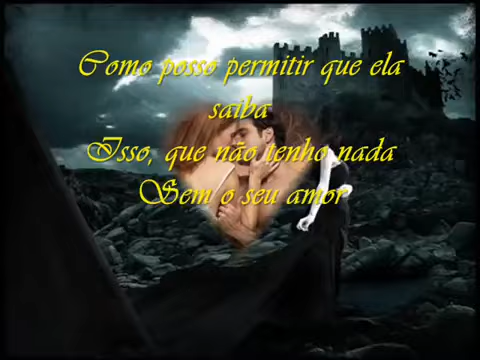 Como posso permitir que ela
saiba
Isso, que não tenho nada
Sem o seu amor